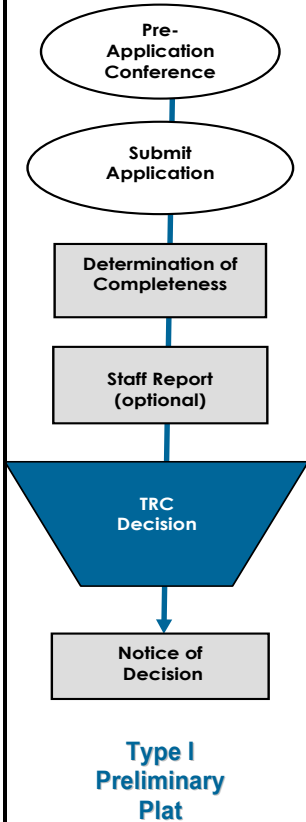 Pre-
Application
Conference
Submit
Application
Determination of
Completeness
Staff Report
(optional)
TRC
Decision
Notice of
Decision
Type I
Preliminary
Plat